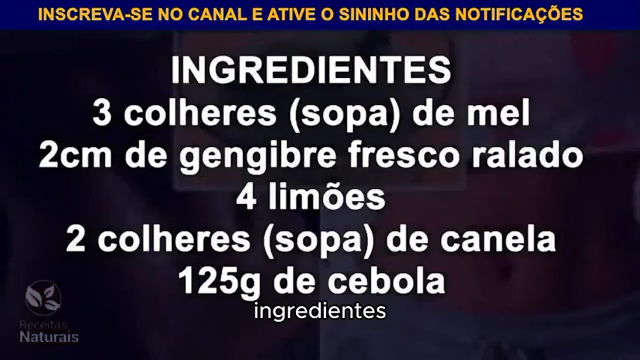 INSCREVA-SE NO CANAL E ATIVE O SININHO DAS NOTIFICAÇÕES
INGREDIENTES
3 colheres (sopa) de mel
2cm de gengibre fresco ralado
4 limões
2 colheres (sopa) de canela
125g de cebola
ingredientes
Receitas
Naturais